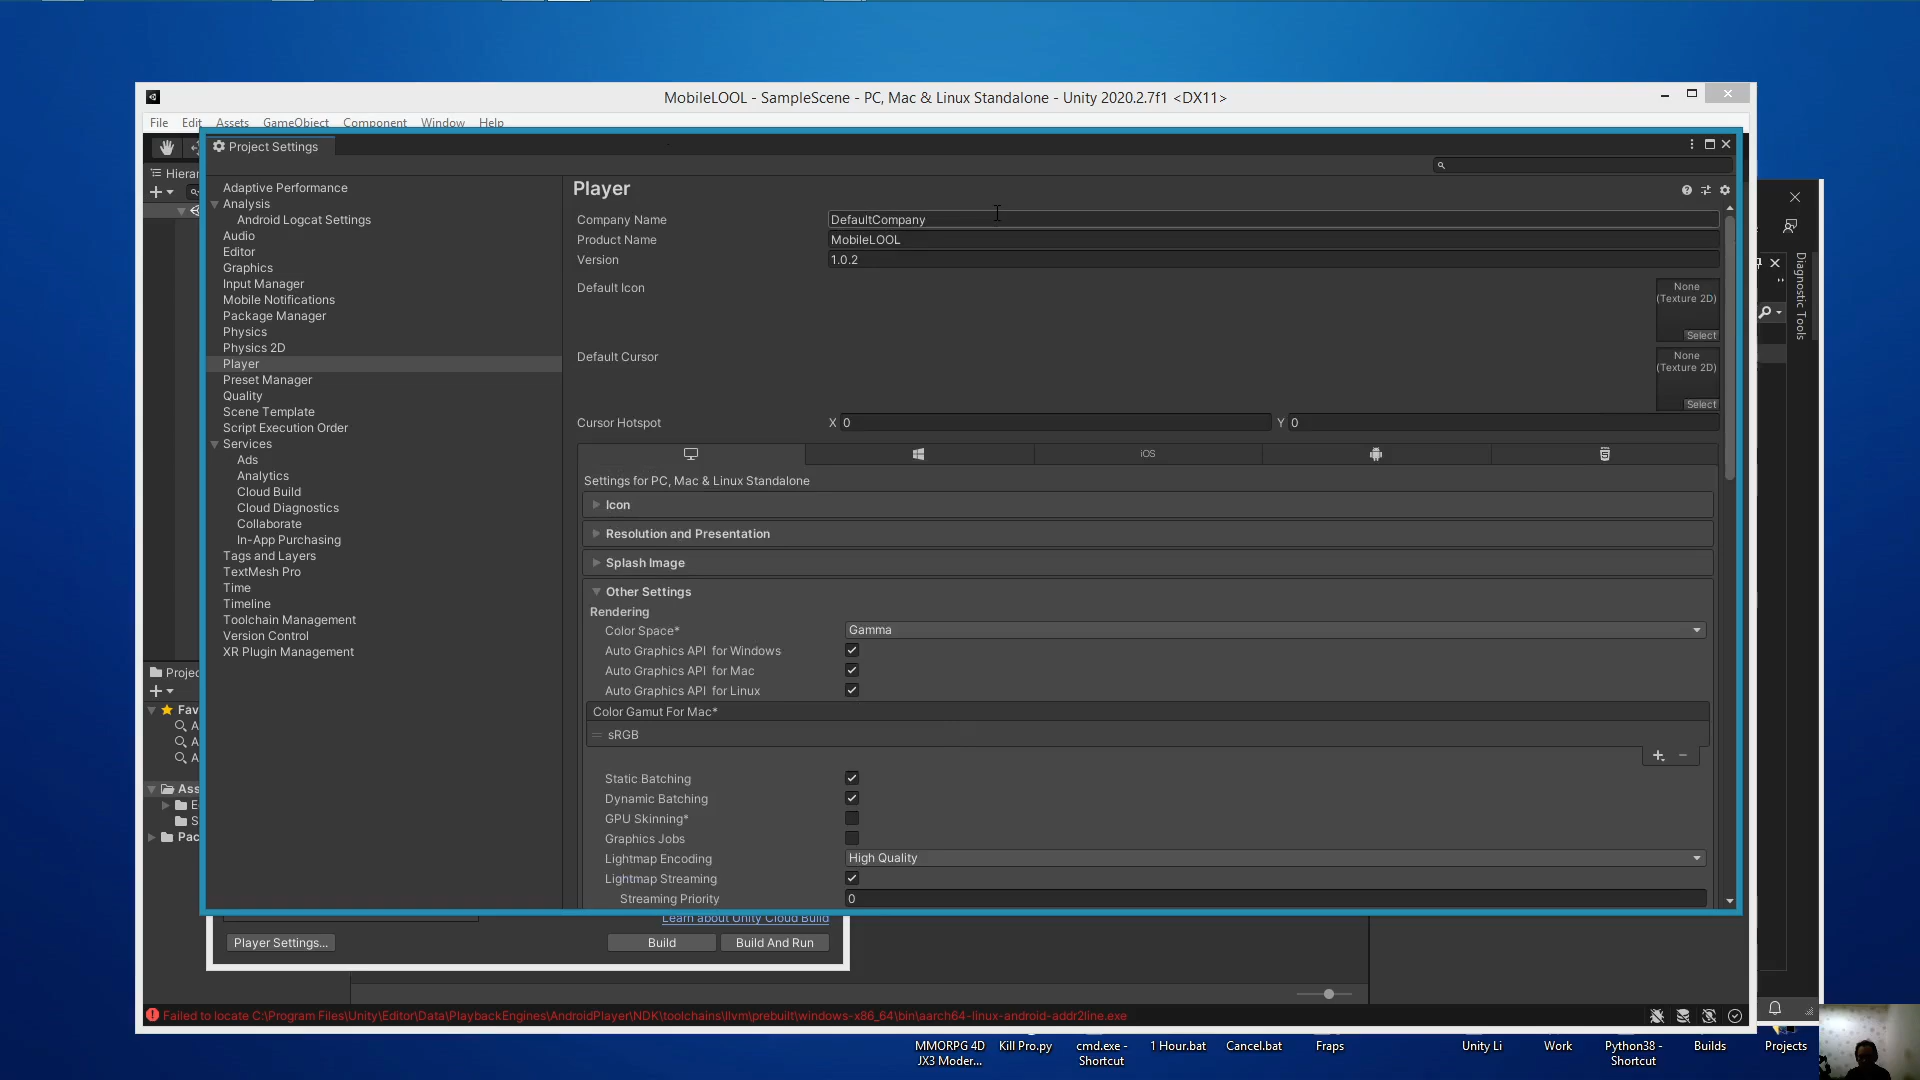 MobileLOOL - SampleScene - PC, Mac & Linux Standalone - Unity 2020.2.7f1 <DX11>
File Edit Assets GameObject Component Window Help
Project Settings
Hierar
Adaptive Performance
Analysis
Android Logcat Settings
Audio
Editor
Graphics
Input Manager
Mobile Notifications
Package Manager
Physics
Physics 2D
Player
Preset Manager
Quality
Scene Template
Script Execution Order
Services
Ads
Analytics
Cloud Build
Cloud Diagnostics
Collaborate
In-App Purchasing
Tags and Layers
TextMesh Pro
Time
Timeline
Toolchain Management
Version Control
XR Plugin Management
Player
Company Name DefaultCompany
Product Name MobileLOOL
Version 1.0.2
Default Icon
None
(Texture 2D)
Select
Default Cursor
None
(Texture 2D)
Select
Cursor Hotspot X 0 Y 0
iOS
Settings for PC, Mac & Linux Standalone
Icon
Resolution and Presentation
Splash Image
Other Settings
Rendering
Color Space* Gamma
Auto Graphics API for Windows
Auto Graphics API for Mac
Auto Graphics API for Linux
Color Gamut For Mac*
sRGB
Static Batching
Dynamic Batching
GPU Skinning*
Graphics Jobs
Lightmap Encoding High Quality
Lightmap Streaming
Streaming Priority 0
Projec
Fav
A
A
A
Ass
E
S
Pac
Diagnostic Tools
Learn about Unity Cloud Build
Player Settings... Build Build And Run
Failed to locate C:\Program Files\Unity\Editor\Data\PlaybackEngines\AndroidPlayer\NDK\toolchains\llvm\prebuilt\windows-x86_64\bin\aarch64-linux-android-addr2line.exe
MMORPG 4D
JX3 Moder...
Kill Pro.py
cmd.exe -
Shortcut
1 Hour.bat
Cancel.bat
Fraps
Unity Li
Work
Python38 -
Shortcut
Builds
Projects